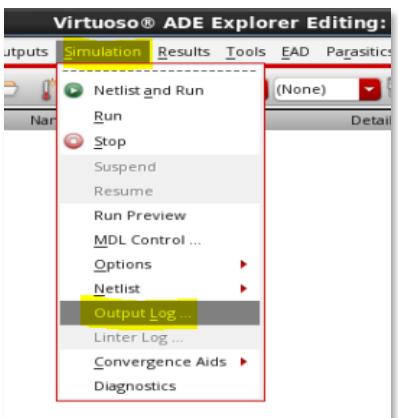 Virtuoso® ADE Explorer Editing:
utputs Simulation Results Tools EAD Parasitics
(None)
Nar Detail
Netlist and Run
Run
Stop
Suspend
Resume
Run Preview
MDL Control ...
Options
Netlist
Output Log ...
Linter Log ...
Convergence Aids
Diagnostics